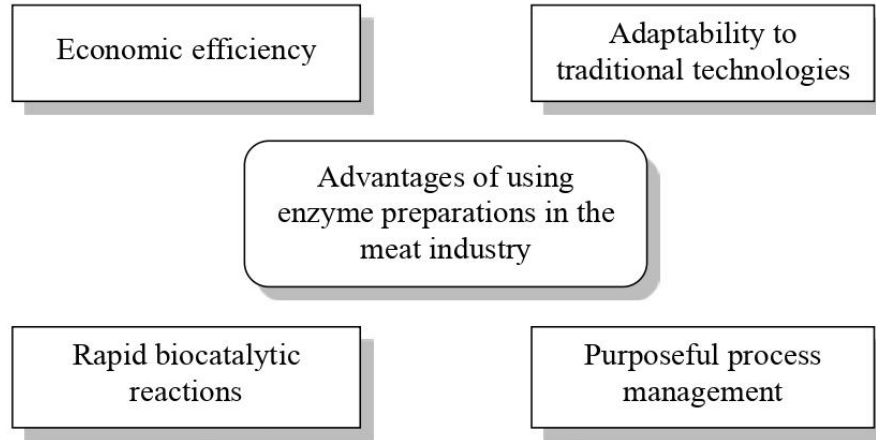 Economic efficiency
Adaptability to
traditional technologies
Advantages of using
enzyme preparations in the
meat industry
Rapid biocatalytic
reactions
Purposeful process
management